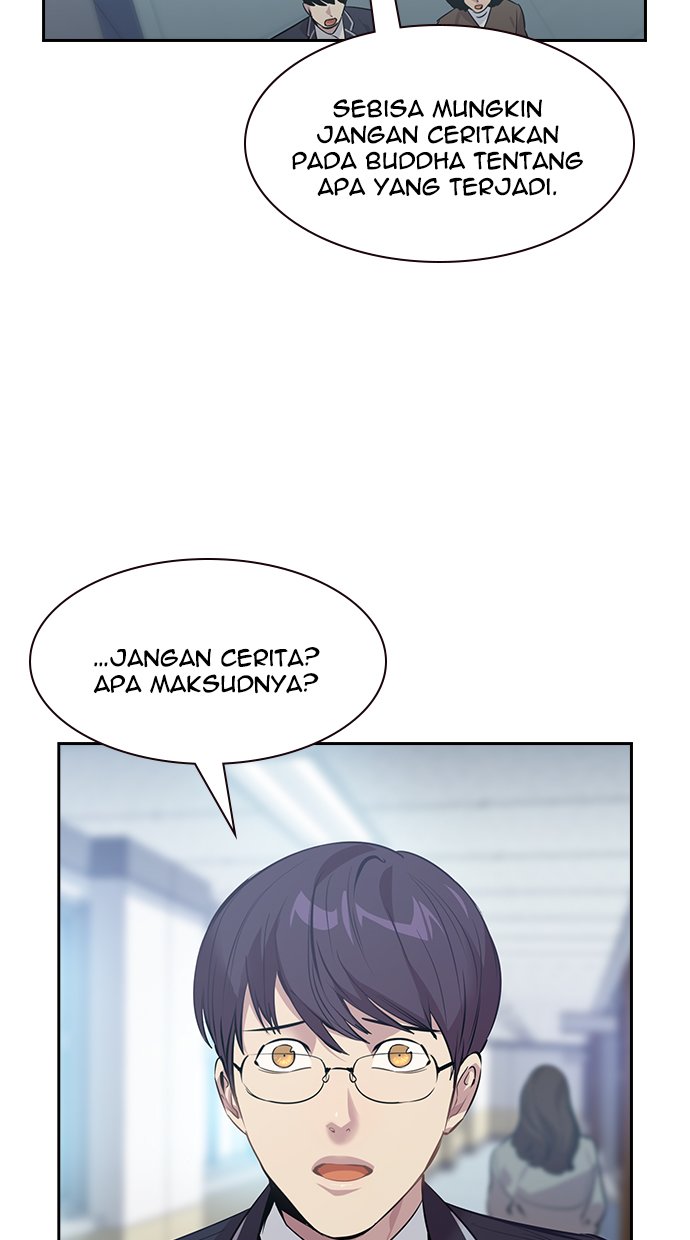 SEBISA MUNGKIN
JANGAN CERITAKAN
PADA BUDDHA TENTANG
APA YANG TERJADI.
...JANGAN CERITA?
APA MAKSUDNYA?